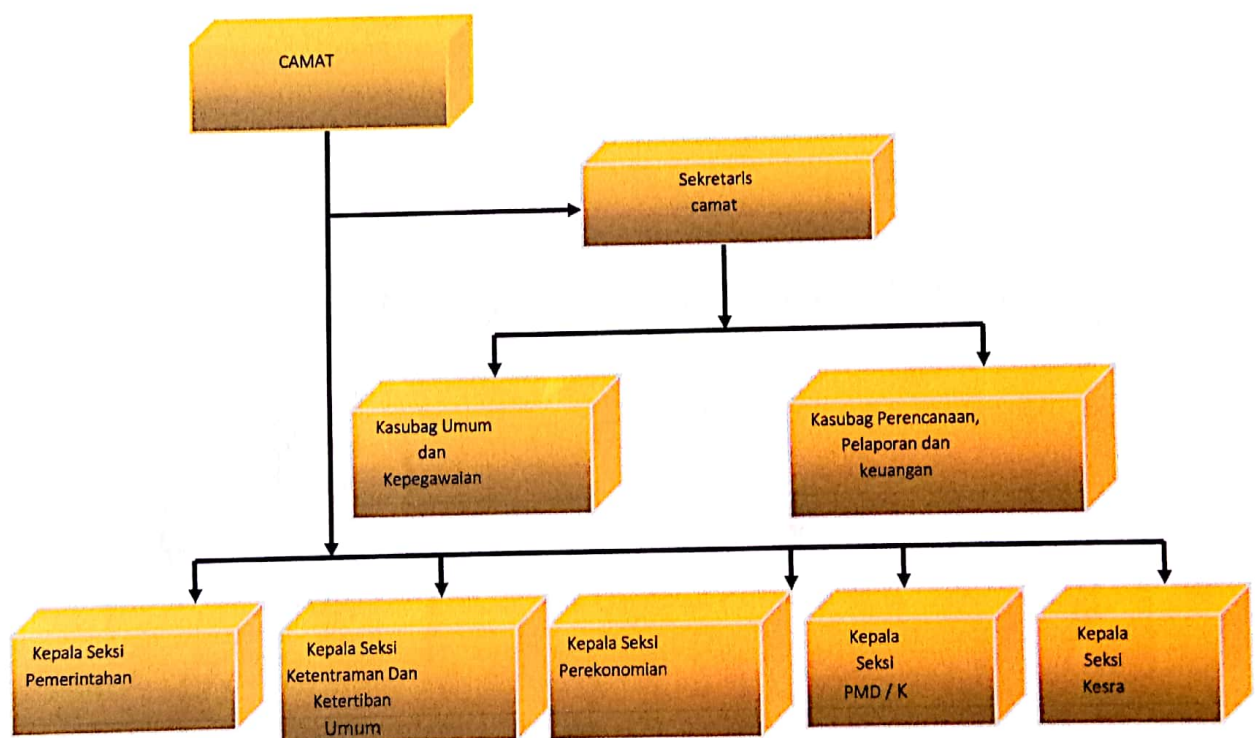 CAMAT
Sekretaris
camat
Kasubag Umum
dan
Kepegawaian
Kasubag Perencanaan,
Pelaporan dan
keuangan
Kepala Seksi
Pemerintahan
Kepala Seksi
Ketentraman Dan
Ketertiban
Umum
Kepala Seksi
Perekonomian
Kepala
Seksi
PMD / K
Kepala
Seksi
Kesra